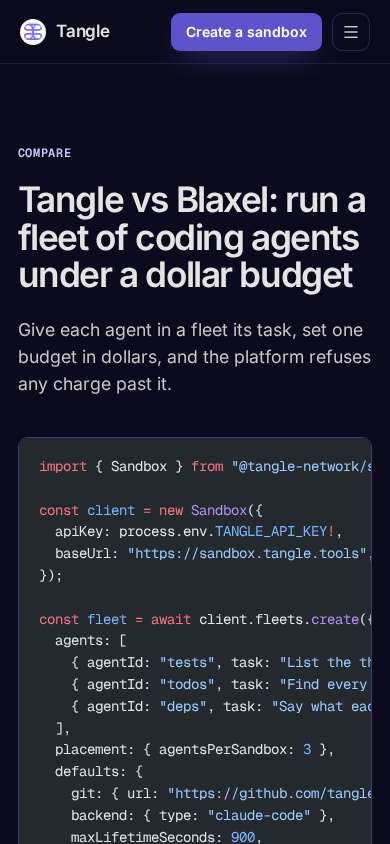 Tangle
Create a sandbox
COMPARE
Tangle vs Blaxel: run a
fleet of coding agents
under a dollar budget
Give each agent in a fleet its task, set one
budget in dollars, and the platform refuses
any charge past it.
import { Sandbox } from "@tangle-network/s
const client = new Sandbox({
  apiKey: process.env.TANGLE_API_KEY!,
  baseUrl: "https://sandbox.tangle.tools",
});
const fleet = await client.fleets.create({
  agents: [
    { agentId: "tests", task: "List the th
    { agentId: "todos", task: "Find every
    { agentId: "deps", task: "Say what eac
  ],
  placement: { agentsPerSandbox: 3 },
  defaults: {
    git: { url: "https://github.com/tangle
    backend: { type: "claude-code" },
    maxLifetimeSeconds: 900,